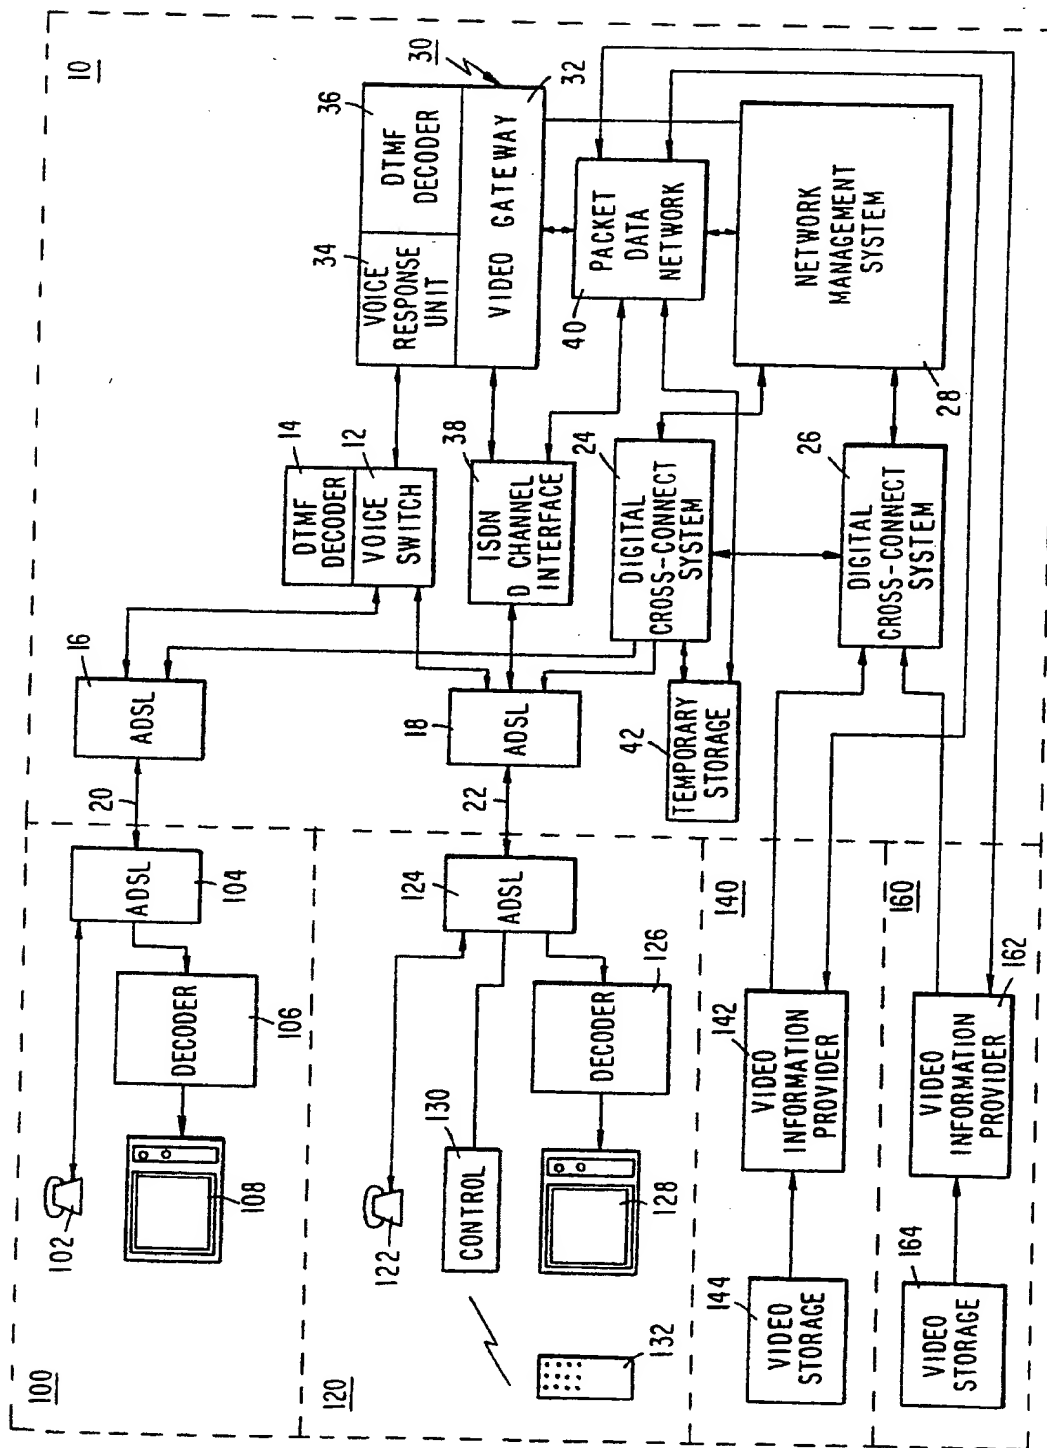 10
36
DTMF
DECODER
34
VOICE
RESPONSE
UNIT
30
32
VIDEO GATEWAY
14
DTMF
DECODER
12
VOICE
SWITCH
38
ISDN
D CHANNEL
INTERFACE
40
PACKET
DATA
NETWORK
NETWORK
MANAGEMENT
SYSTEM
28
24
DIGITAL
CROSS-CONNECT
SYSTEM
26
DIGITAL
CROSS-CONNECT
SYSTEM
16
ADSL
18
ADSL
42
TEMPORARY
STORAGE
20
22
100
102
104
ADSL
106
DECODER
108
120
122
124
ADSL
126
DECODER
128
130
CONTROL
132
140
142
VIDEO
INFORMATION
PROVIDER
144
VIDEO
STORAGE
160
162
VIDEO
INFORMATION
PROVIDER
164
VIDEO
STORAGE